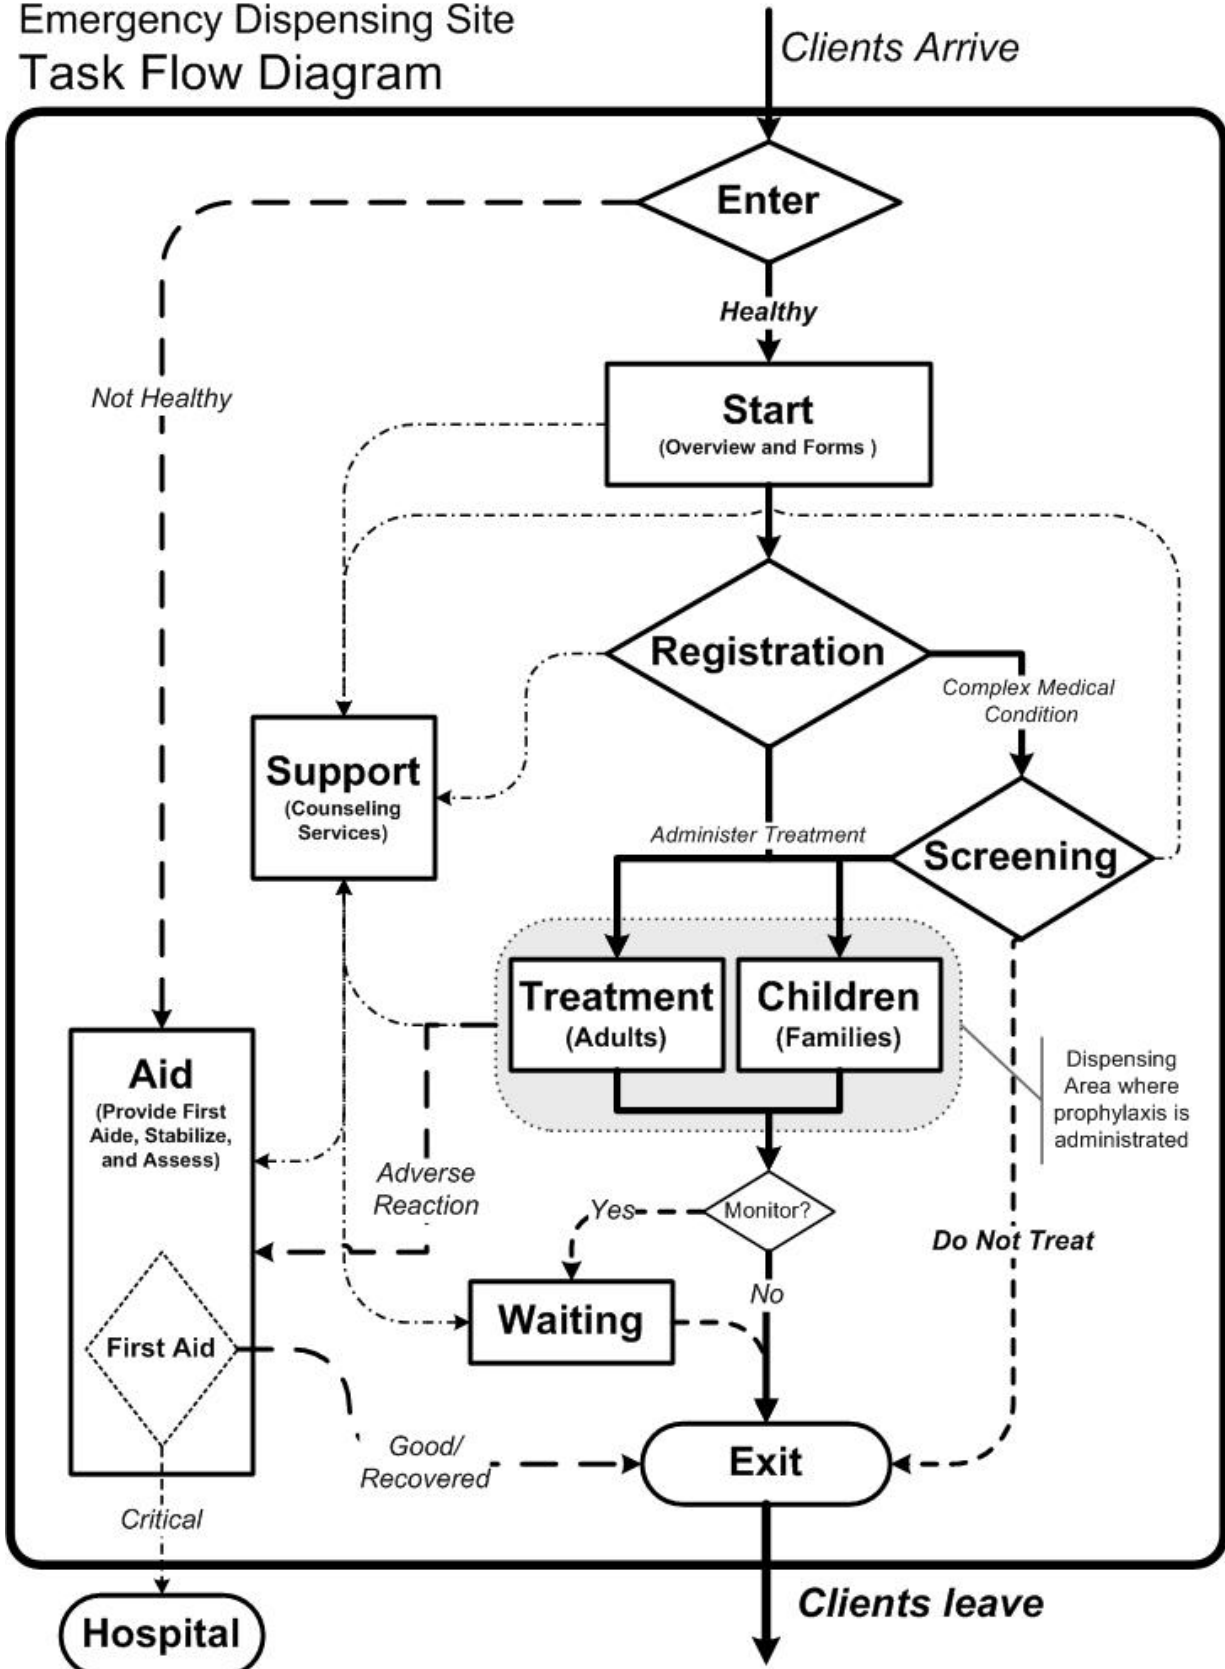 Emergency Dispensing Site
Task Flow Diagram
Clients Arrive
Enter
Healthy
Not Healthy
Start
(Overview and Forms )
Registration
Complex Medical
Condition
Support
(Counseling
Services)
Administer Treatment
Screening
Treatment
(Adults)
Children
(Families)
Dispensing
Area where
prophylaxis is
administrated
Aid
(Provide First
Aide, Stabilize,
and Assess)
Adverse
Reaction
Yes
Monitor?
Do Not Treat
No
Waiting
First Aid
Good/
Recovered
Exit
Critical
Clients leave
Hospital